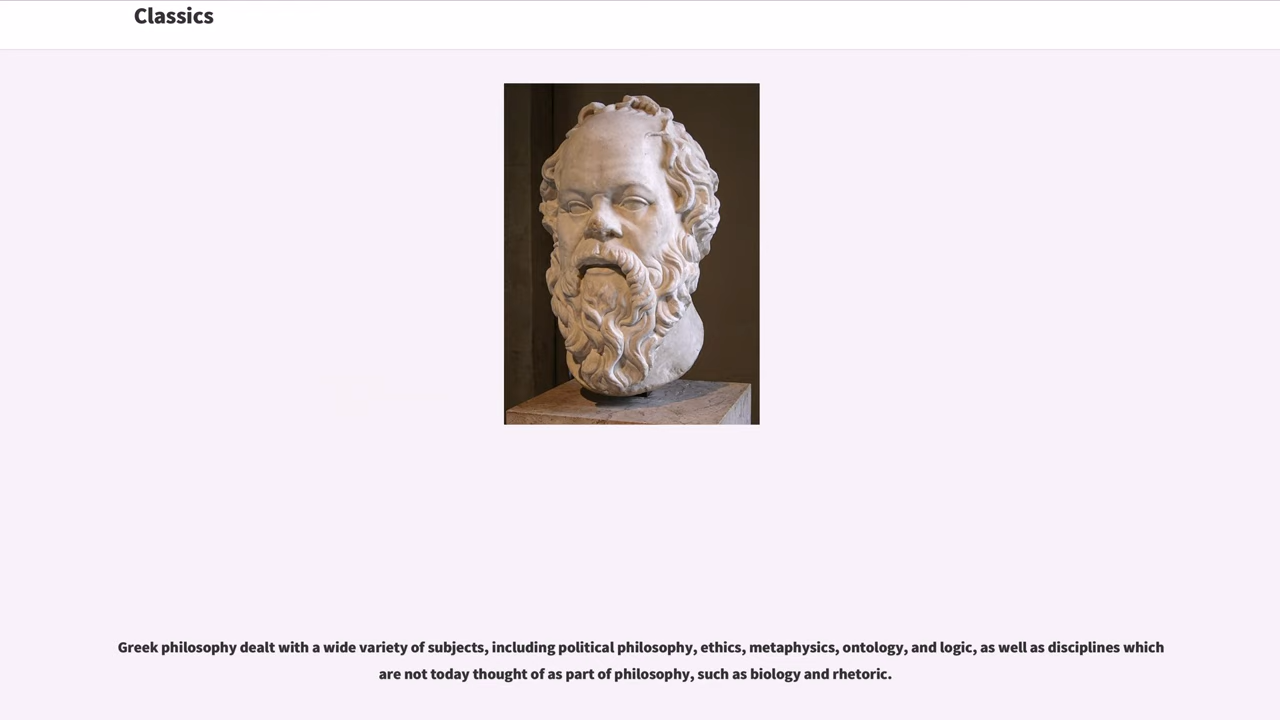 Classics
Greek philosophy dealt with a wide variety of subjects, including political philosophy, ethics, metaphysics, ontology, and logic, as well as disciplines which
are not today thought of as part of philosophy, such as biology and rhetoric.